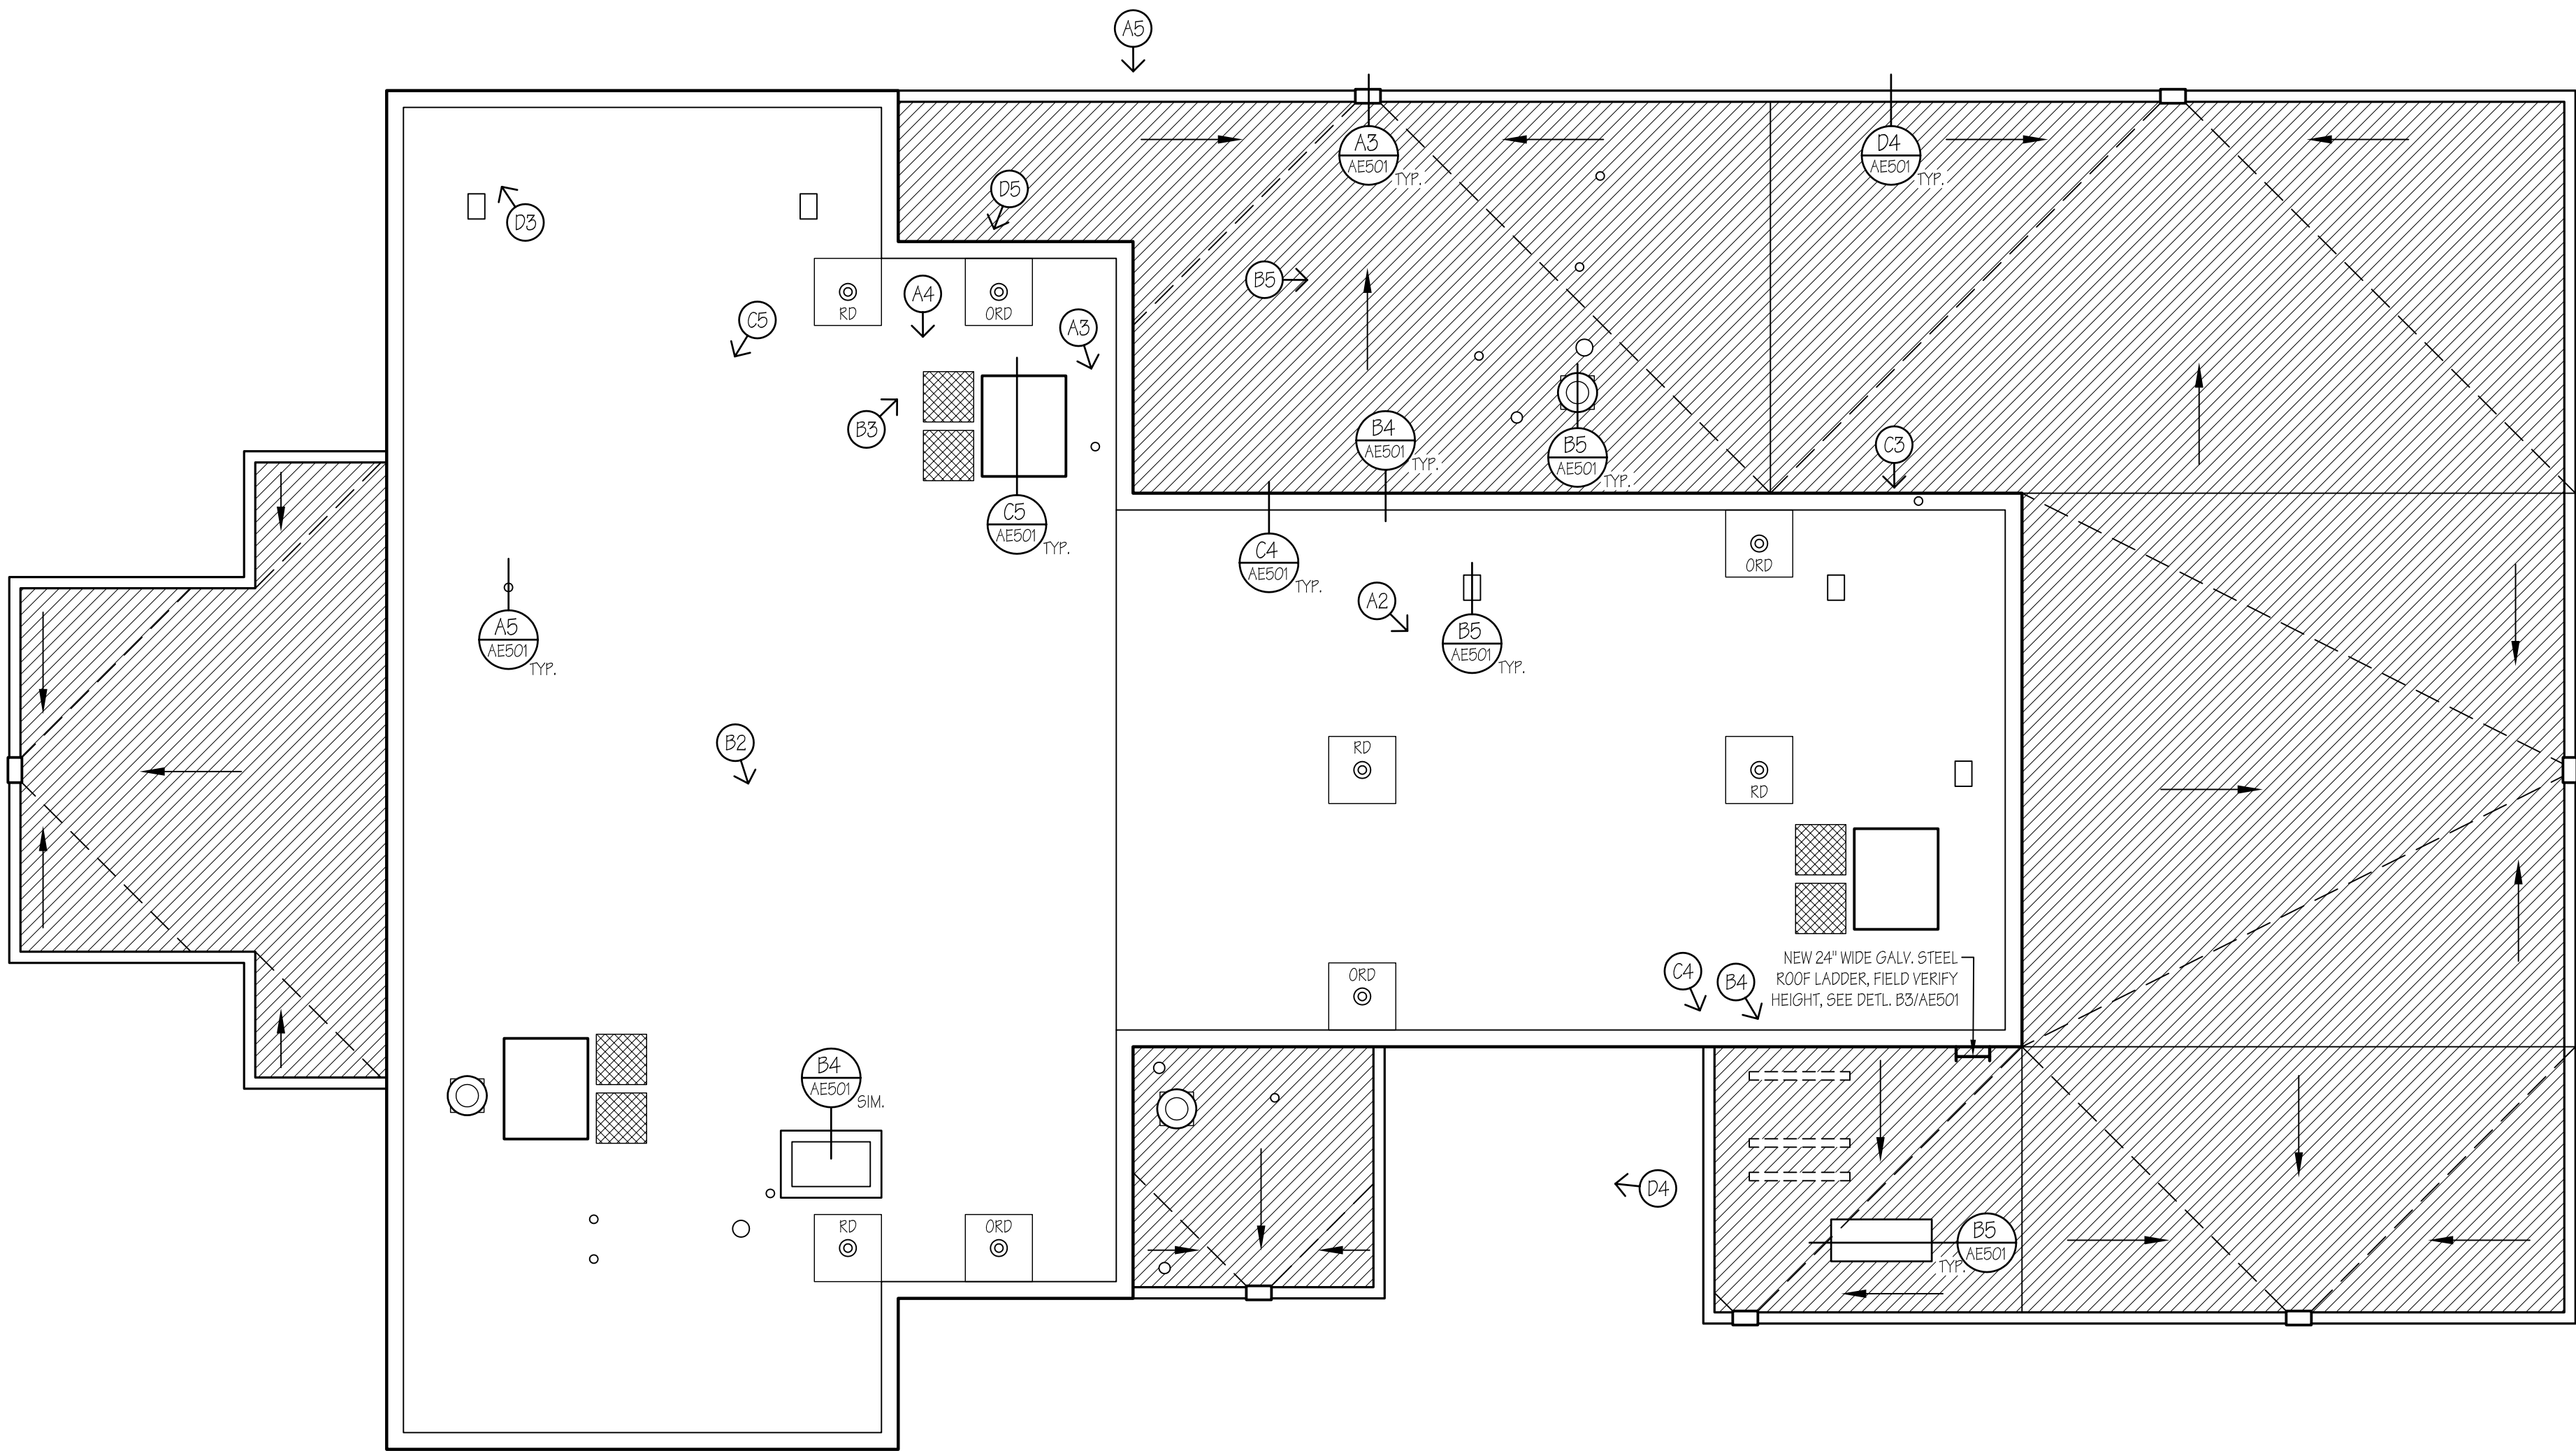 A5
A3
AE501
TYP.
D4
AE501
TYP.
D5
D3
B5
RD
A4
ORD
C5
A3
B3
B4
AE501
TYP.
B5
AE501
TYP.
C3
C5
AE501
TYP.
C4
AE501
TYP.
ORD
A2
A5
AE501
TYP.
B5
AE501
TYP.
B2
RD
RD
NEW 24" WIDE GALV. STEEL
ROOF LADDER, FIELD VERIFY
HEIGHT, SEE DETL. B3/AE501
C4
B4
ORD
B4
AE501
SIM.
D4
RD
ORD
B5
AE501
TYP.